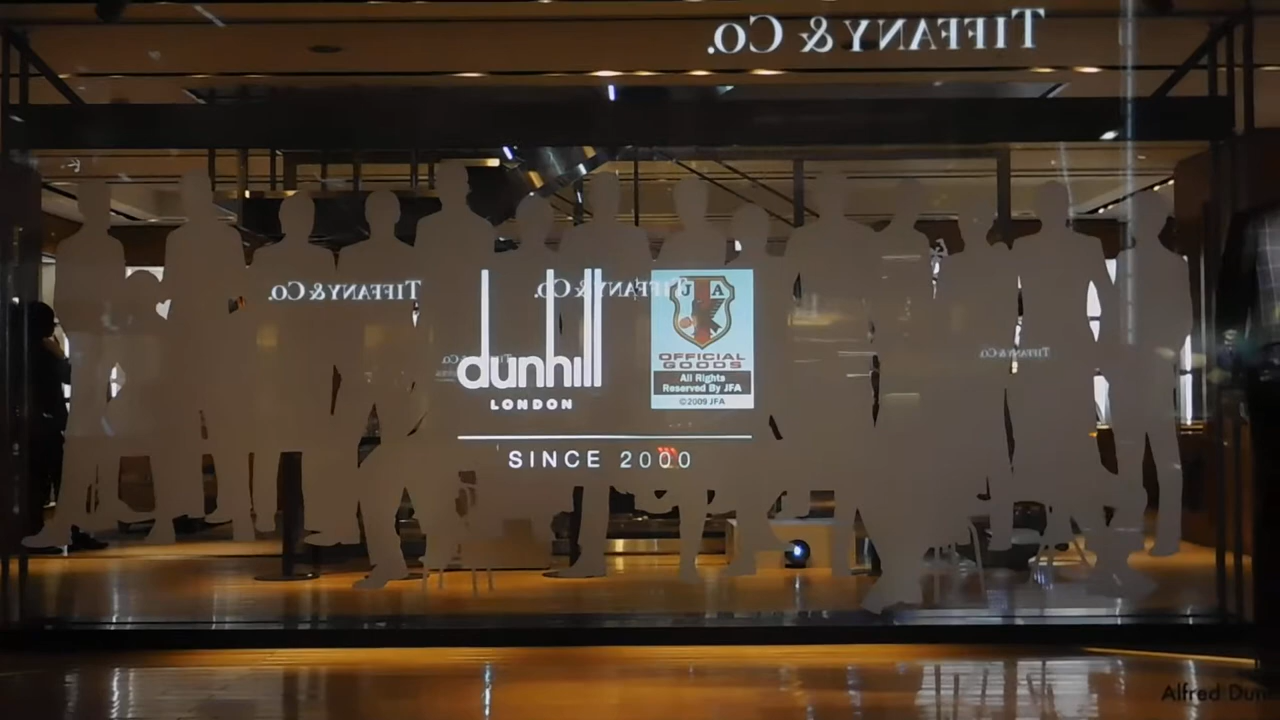 TIFFANY & CO.
TIFFANY & CO.
TIFFANY & CO.
TIFFANY & CO.
dunhill
LONDON
JFA
OFFICIAL
GOODS
All Rights
Reserved By JFA
©2009 JFA
SINCE 2000
Alfred Dun